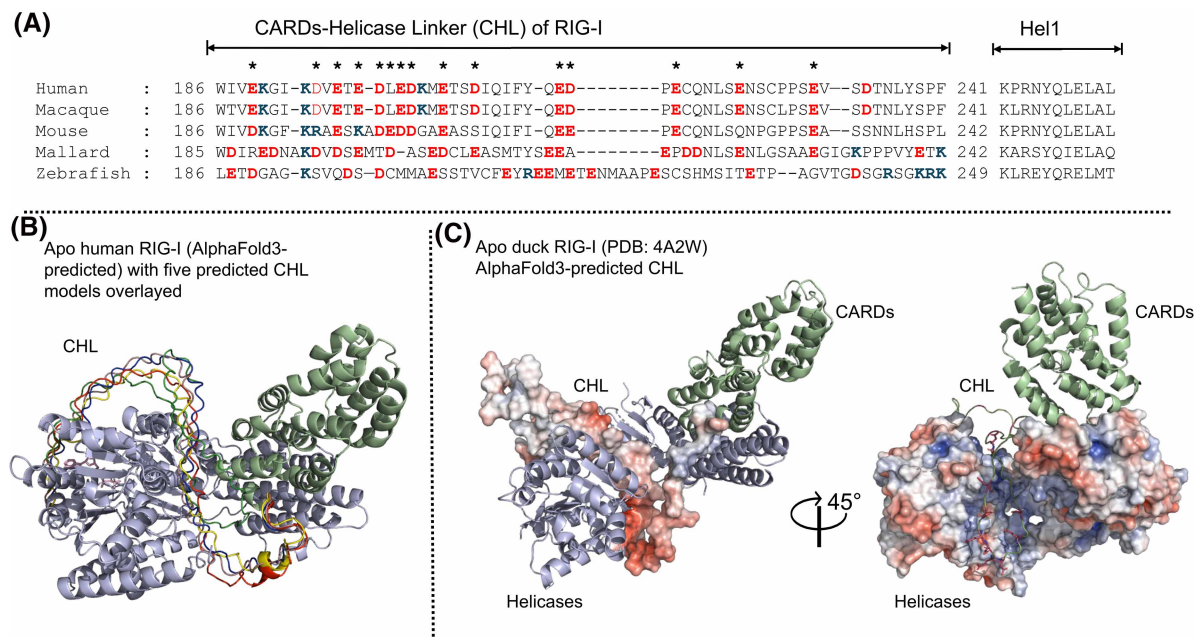 (A)
CARDs-Helicase Linker (CHL) of RIG-I
Hel1
* * * * **** * * ** * * *
Human : 186 WIVEKGI-KDVETE-DLEDKMETSDIQIFY-QED--------PECQNLSENSCPPSEV--SDTNLYSPF 241 KPRNYQLELAL
Macaque : 186 WTVEKGI-KDVETE-DLEDKMETSDIQIFY-QED--------PECQNLSENSCPPSEV--SDTNLYSPF 241 KPRNYQLELAL
Mouse : 186 WIVDKGF-KRAESKADEDDGAEASSIQIFI-QEE--------PECQNLSQNPGPPSEA--SSNNLHSPL 242 KPRNYQLELAL
Mallard : 185 WDIREDNAKDVDSEMTD-ASEDCLEASMTYSEEA--------EPDDNLSENLGSAAEGIGKPPPVYETK 242 KARSYQIELAQ
Zebrafish : 186 LETDGAG-KSVQDS-DCMMAESSTVCFEYREEMETENMAAPESCSHMSITETP--AGVTGDSGRSGKRK 249 KLREYQRELMT
(B)
Apo human RIG-I (AlphaFold3-
predicted) with five predicted CHL
models overlayed
CHL
(C)
Apo duck RIG-I (PDB: 4A2W)
AlphaFold3-predicted CHL
CARDs
CHL
Helicases
45°
CARDs
CHL
Helicases